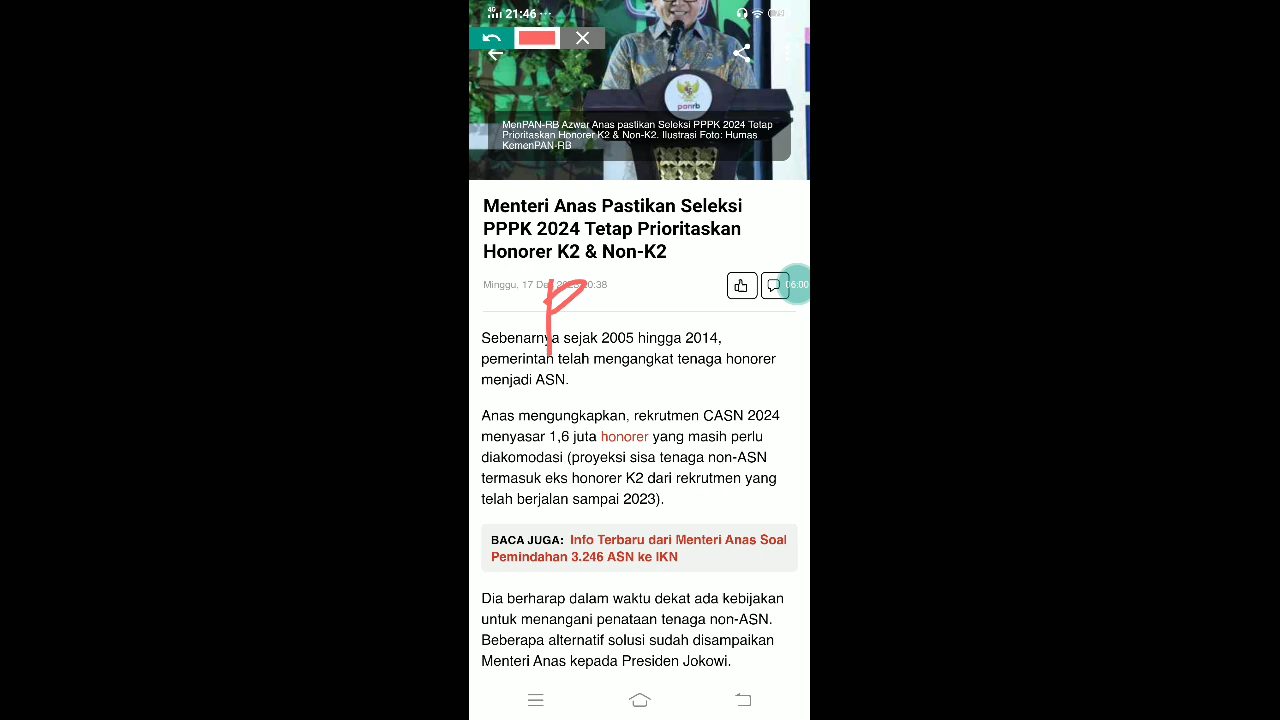 4G 21:46 ... 79
panrb
MenPAN-RB Azwar Anas pastikan Seleksi PPPK 2024 Tetap
Prioritaskan Honorer K2 & Non-K2. Ilustrasi Foto: Humas
KemenPAN-RB
Menteri Anas Pastikan Seleksi
PPPK 2024 Tetap Prioritaskan
Honorer K2 & Non-K2
Minggu, 17 Des 2023 20:38
06:00
Sebenarnya sejak 2005 hingga 2014,
pemerintah telah mengangkat tenaga honorer
menjadi ASN.
Anas mengungkapkan, rekrutmen CASN 2024
menyasar 1,6 juta honorer yang masih perlu
diakomodasi (proyeksi sisa tenaga non-ASN
termasuk eks honorer K2 dari rekrutmen yang
telah berjalan sampai 2023).
BACA JUGA: Info Terbaru dari Menteri Anas Soal
Pemindahan 3.246 ASN ke IKN
Dia berharap dalam waktu dekat ada kebijakan
untuk menangani penataan tenaga non-ASN.
Beberapa alternatif solusi sudah disampaikan
Menteri Anas kepada Presiden Jokowi.